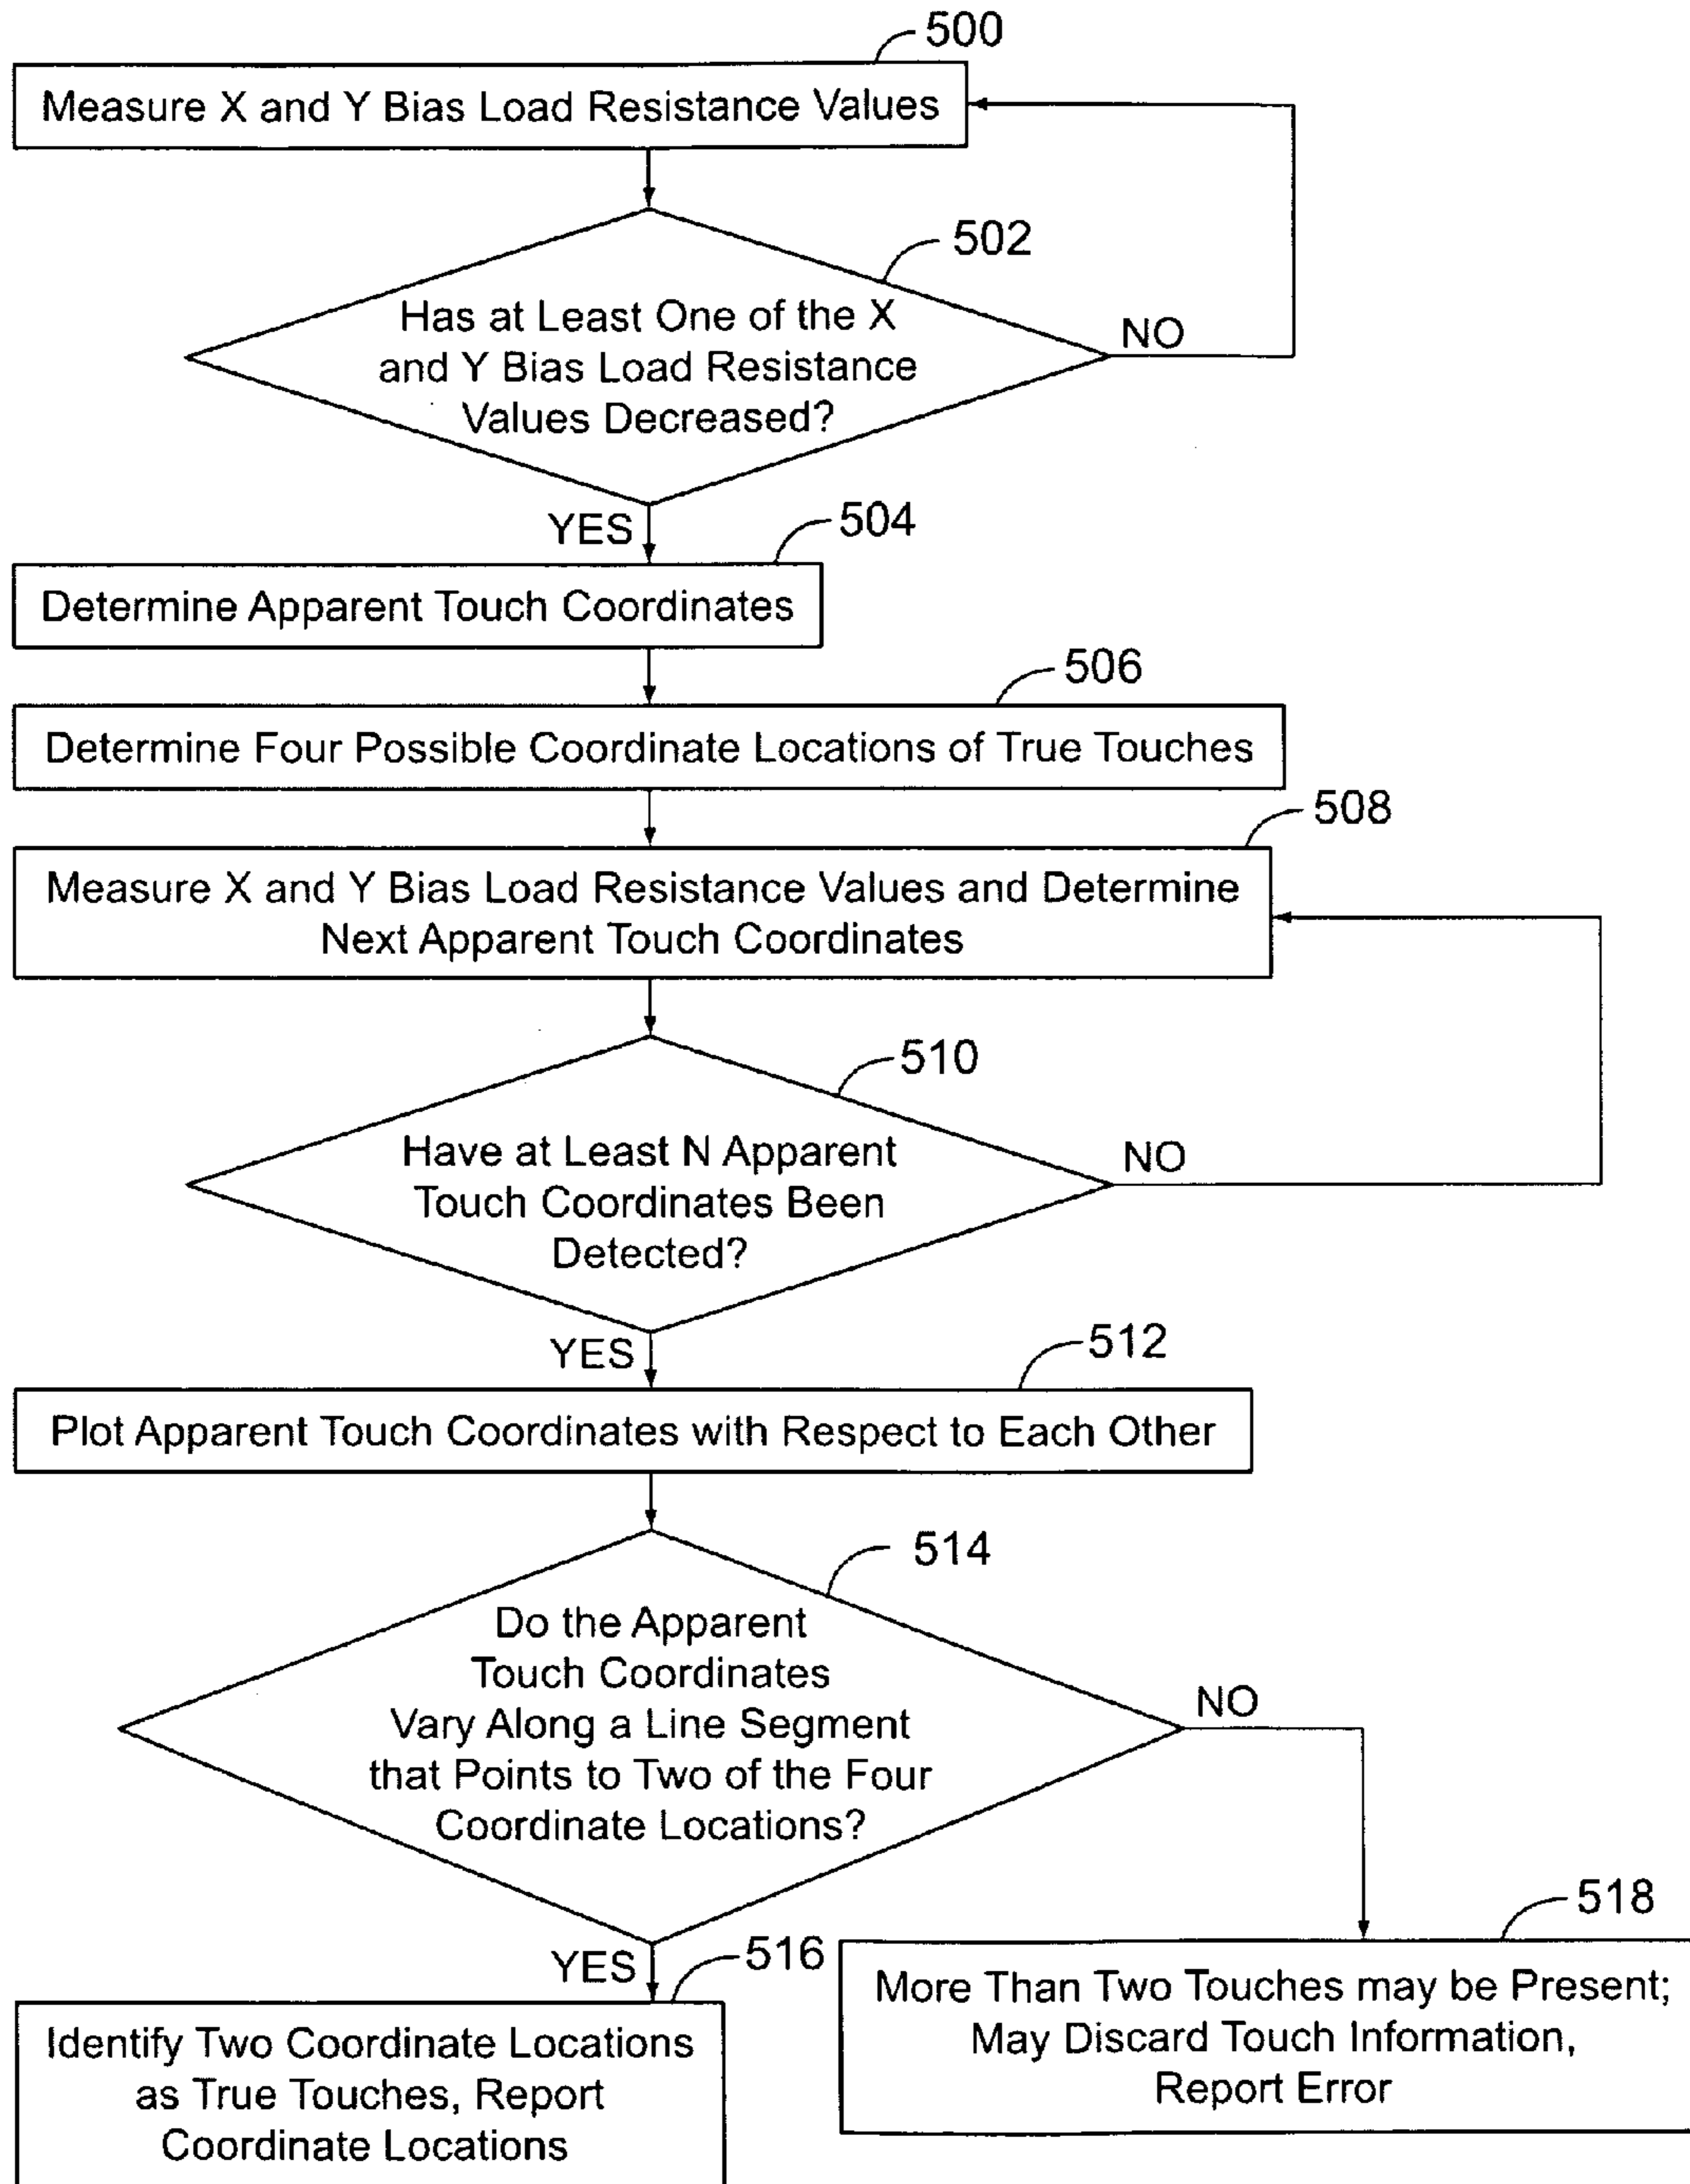 500
Measure X and Y Bias Load Resistance Values
502
Has at Least One of the X
and Y Bias Load Resistance
Values Decreased?
NO
YES
504
Determine Apparent Touch Coordinates
506
Determine Four Possible Coordinate Locations of True Touches
508
Measure X and Y Bias Load Resistance Values and Determine
Next Apparent Touch Coordinates
510
Have at Least N Apparent
Touch Coordinates Been
Detected?
NO
YES
512
Plot Apparent Touch Coordinates with Respect to Each Other
514
Do the Apparent
Touch Coordinates
Vary Along a Line Segment
that Points to Two of the Four
Coordinate Locations?
NO
YES
516
Identify Two Coordinate Locations
as True Touches, Report
Coordinate Locations
518
More Than Two Touches may be Present;
May Discard Touch Information,
Report Error